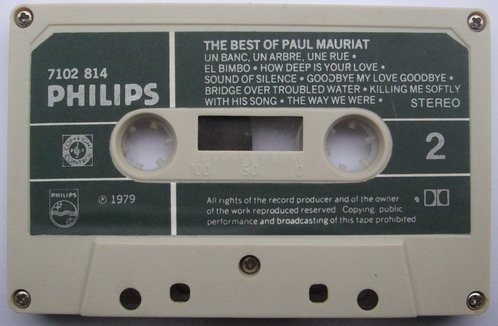 THE BEST OF PAUL MAURIAT
UN BANC, UN ARBRE, UNE RUE •
EL BIMBO • HOW DEEP IS YOUR LOVE •
SOUND OF SILENCE • GOODBYE MY LOVE GOODBYE •
BRIDGE OVER TROUBLED WATER • KILLING ME SOFTLY
WITH HIS SONG • THE WAY WE WERE • STEREO
7102 814
PHILIPS
2
100 50 0
PHILIPS
℗ 1979
All rights of the record producer and of the owner
of the work reproduced reserved Copying, public
performance and broadcasting of this tape prohibited